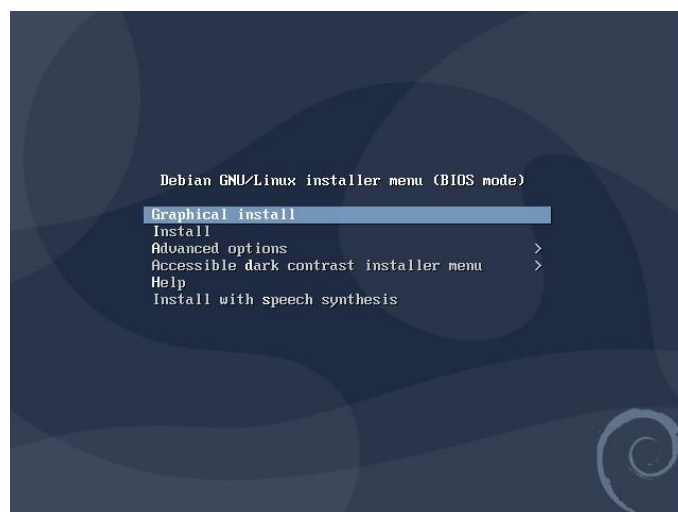 Debian GNU/Linux installer menu (BIOS mode)
Graphical install
Install
Advanced options >
Accessible dark contrast installer menu >
Help
Install with speech synthesis